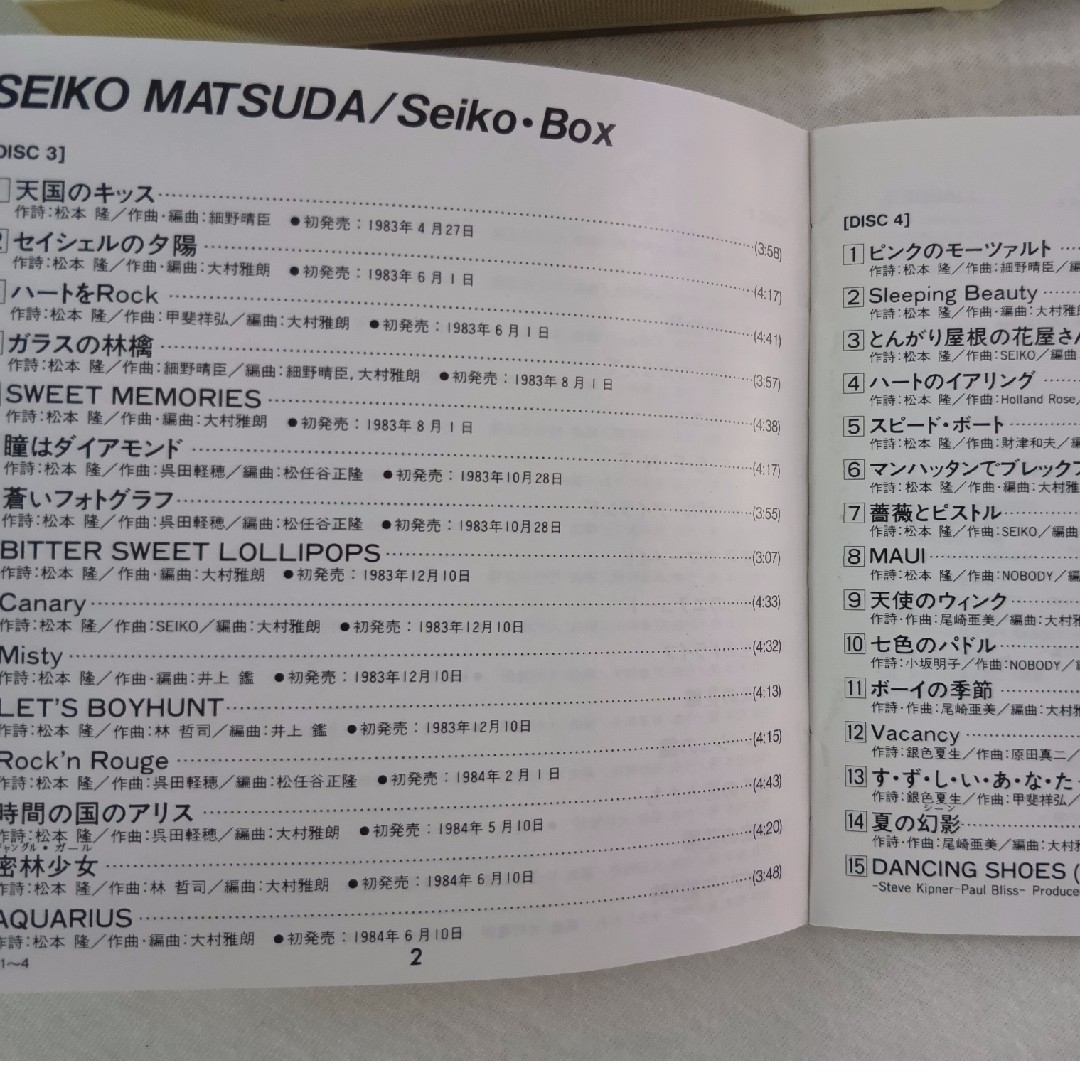 SEIKO MATSUDA/Seiko・Box
DISC 3]
天国のキッス (3:58)
作詩:松本 隆/作曲・編曲:細野晴臣 ●初発売:1983年4月27日
セイシェルの夕陽 (4:17)
作詩:松本 隆/作曲・編曲:大村雅朗 ●初発売:1983年6月1日
ハートをRock (4:41)
作詩:松本 隆/作曲:甲斐祥弘/編曲:大村雅朗 ●初発売:1983年6月1日
ガラスの林檎 (3:57)
作詩:松本 隆/作曲:細野晴臣/編曲:細野晴臣,大村雅朗 ●初発売:1983年8月1日
SWEET MEMORIES (4:38)
作詩:松本 隆/作曲・編曲:大村雅朗 ●初発売:1983年8月1日
瞳はダイアモンド (4:17)
作詩:松本 隆/作曲:呉田軽穂/編曲:松任谷正隆 ●初発売:1983年10月28日
蒼いフォトグラフ (3:55)
作詩:松本 隆/作曲:呉田軽穂/編曲:松任谷正隆 ●初発売:1983年10月28日
BITTER SWEET LOLLIPOPS (3:07)
作詩:松本 隆/作曲・編曲:大村雅朗 ●初発売:1983年12月10日
Canary (4:33)
作詩:松本 隆/作曲:SEIKO/編曲:大村雅朗 ●初発売:1983年12月10日
Misty (4:32)
作詩:松本 隆/作曲・編曲:井上 鑑 ●初発売:1983年12月10日
LET'S BOYHUNT (4:13)
作詩:松本 隆/作曲:林 哲司/編曲:井上 鑑 ●初発売:1983年12月10日
Rock'n Rouge (4:15)
作詩:松本 隆/作曲:呉田軽穂/編曲:松任谷正隆 ●初発売:1984年2月1日
時間の国のアリス (4:43)
作詩:松本 隆/作曲:呉田軽穂/編曲:大村雅朗 ●初発売:1984年5月10日
ジャングル・ガール
密林少女 (4:20)
作詩:松本 隆/作曲:林 哲司/編曲:大村雅朗 ●初発売:1984年6月10日
AQUARIUS (3:48)
作詩:松本 隆/作曲・編曲:大村雅朗 ●初発売:1984年6月10日
1〜4
2
[DISC 4]
1 ピンクのモーツァルト
作詩:松本 隆/作曲:細野晴臣/編
2 Sleeping Beauty
作詩:松本 隆/作曲・編曲:大村
3 とんがり屋根の花屋さん
作詩:松本 隆/作曲:SEIKO/編曲
4 ハートのイアリング
作詩:松本 隆/作曲:Holland Rose/
5 スピード・ボート
作詩:松本 隆/作曲:財津和夫/編
6 マンハッタンでブレックフ
作詩:松本 隆/作曲・編曲:大村雅
7 薔薇とピストル
作詩:松本 隆/作曲:SEIKO/編曲
8 MAUI
作詩:松本 隆/作曲:NOBODY/編
9 天使のウィンク
作詩・作曲:尾崎亜美/編曲:大村
10 七色のパドル
作詩:小坂明子/作曲:NOBODY/
11 ボーイの季節
作詩・作曲:尾崎亜美/編曲:大村雅
12 Vacancy
作詩:銀色夏生/作曲:原田真二/
13 す・ず・し・い・あ・な・た
作詩:銀色夏生/作曲:甲斐祥弘/
シーン
14 夏の幻影
作詩・作曲:尾崎亜美/編曲:大村
15 DANCING SHOES (
-Steve Kipner-Paul Bliss- Produce